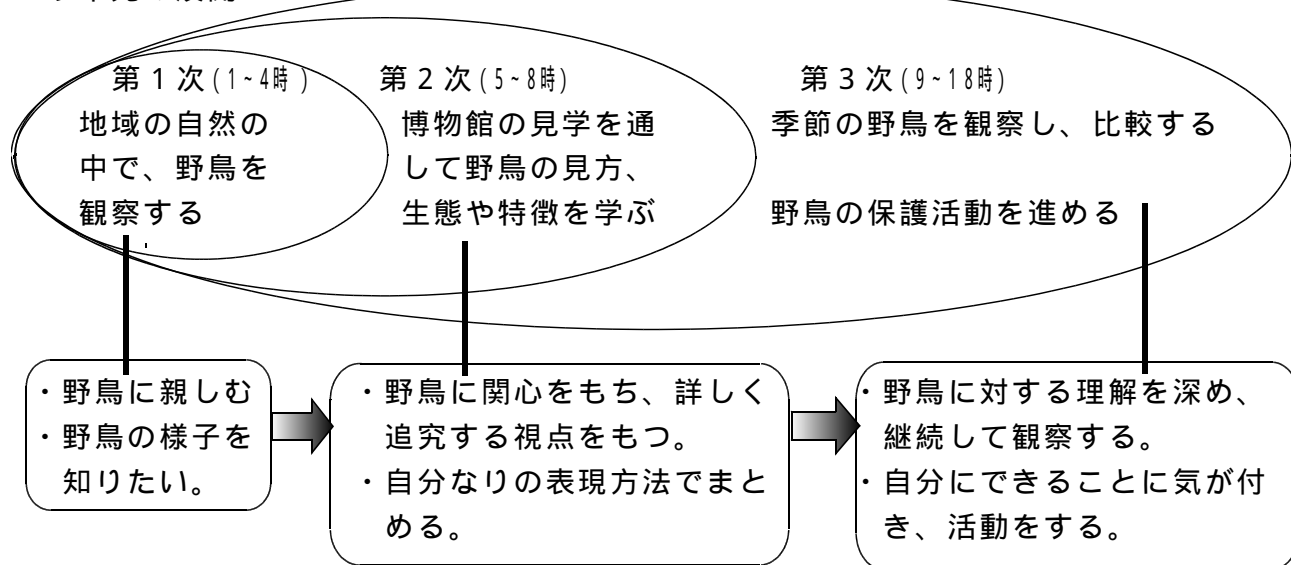 第1次(1~4時)
地域の自然の
中で、野鳥を
観察する
第2次(5~8時)
博物館の見学を通
して野鳥の見方、
生態や特徴を学ぶ
第3次(9~18時)
季節の野鳥を観察し、比較する
野鳥の保護活動を進める
・野鳥に親しむ
・野鳥の様子を
知りたい。
・野鳥に関心をもち、詳しく
追究する視点をもつ。
・自分なりの表現方法でまと
める。
・野鳥に対する理解を深め、
継続して観察する。
・自分にできることに気が付
き、活動をする。